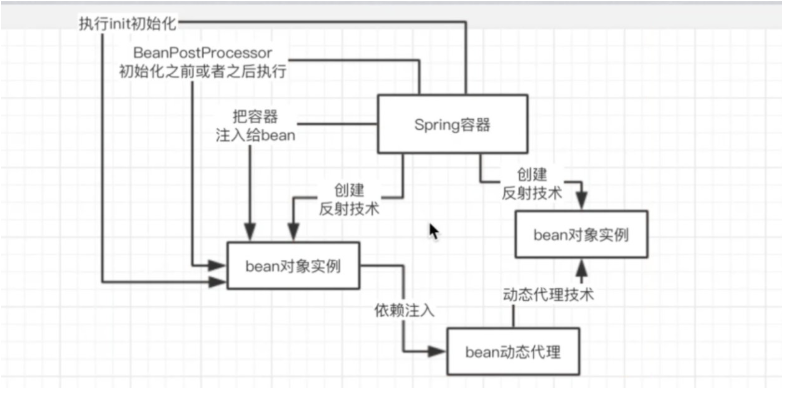 执行init初始化
BeanPostProcessor
初始化之前或者之后执行
把容器
注入给bean
Spring容器
创建
反射技术
创建
反射技术
bean对象实例
bean对象实例
依赖注入
动态代理技术
bean动态代理